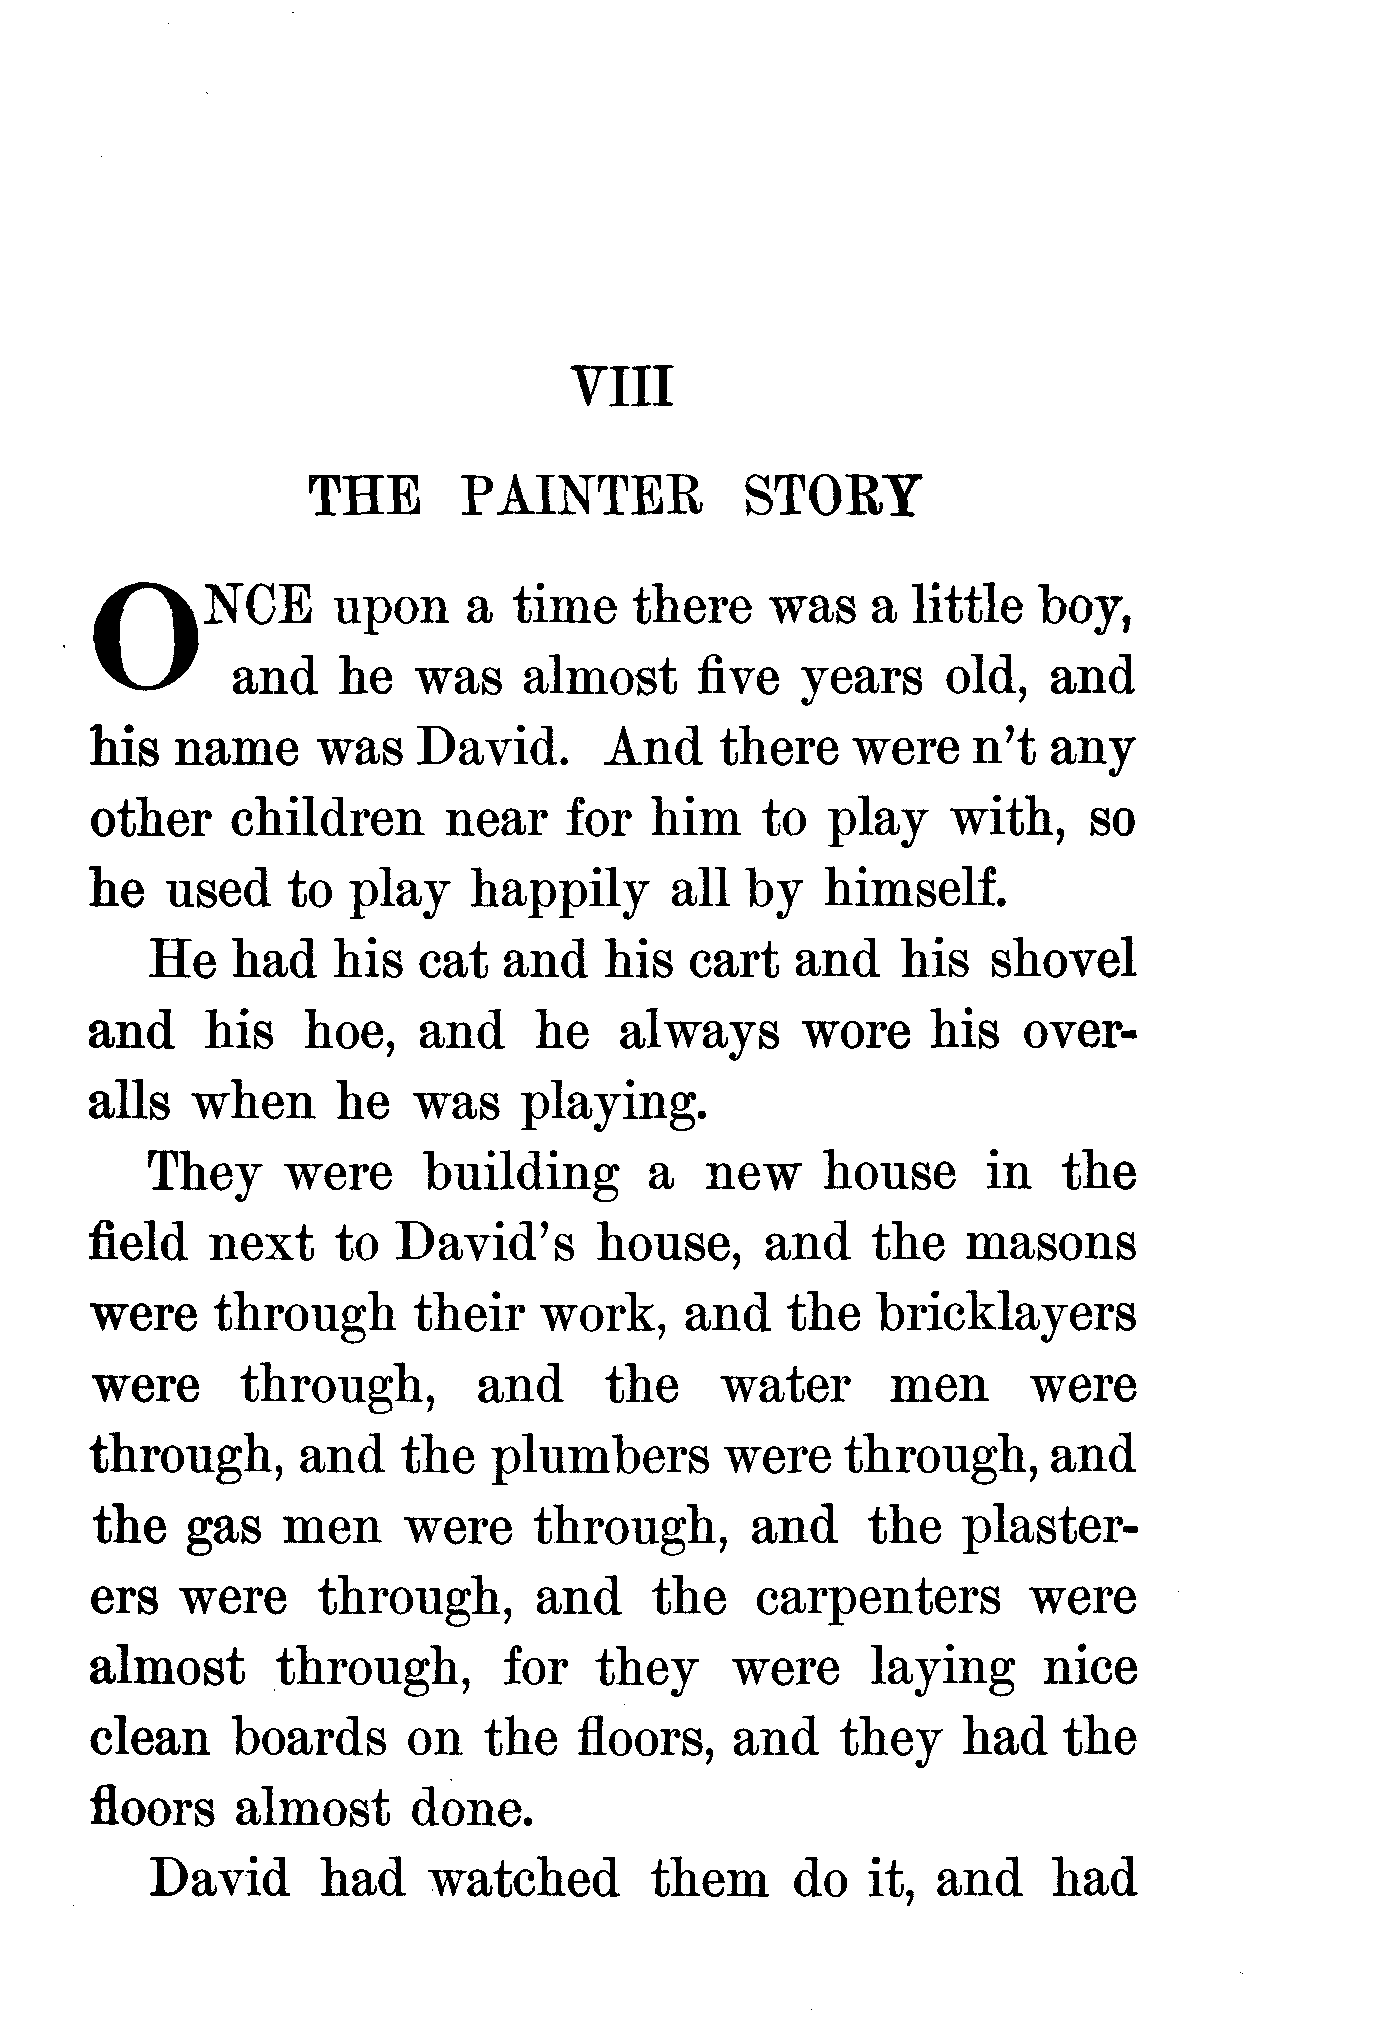 VIII
THE PAINTER STORY
ONCE upon a time there was a little boy,
and he was almost five years old, and
his name was David. And there were n't any
other children near for him to play with, so
he used to play happily all by himself.
He had his cat and his cart and his shovel
and his hoe, and he always wore his over-
alls when he was playing.
They were building a new house in the
field next to David's house, and the masons
were through their work, and the bricklayers
were through, and the water men were
through, and the plumbers were through, and
the gas men were through, and the plaster-
ers were through, and the carpenters were
almost through, for they were laying nice
clean boards on the floors, and they had the
floors almost done.
David had watched them do it, and had